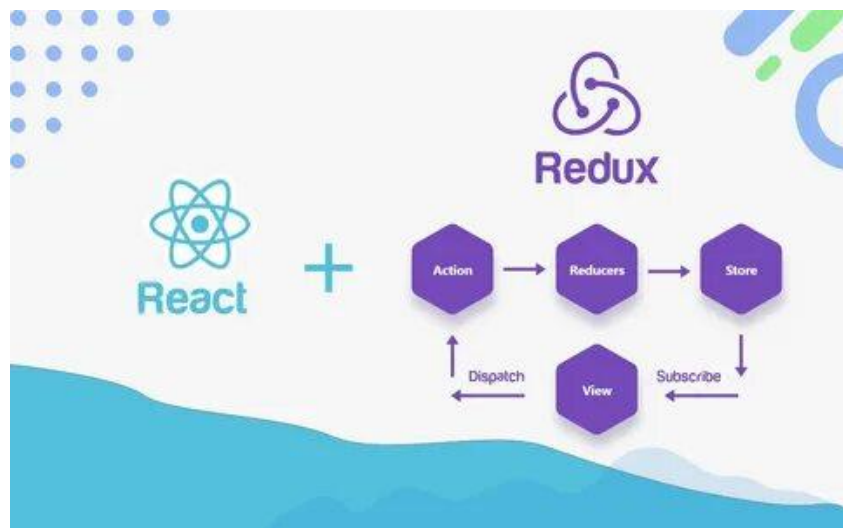 Redux
React
Action
Reducers
Store
Dispatch
View
Subscribe